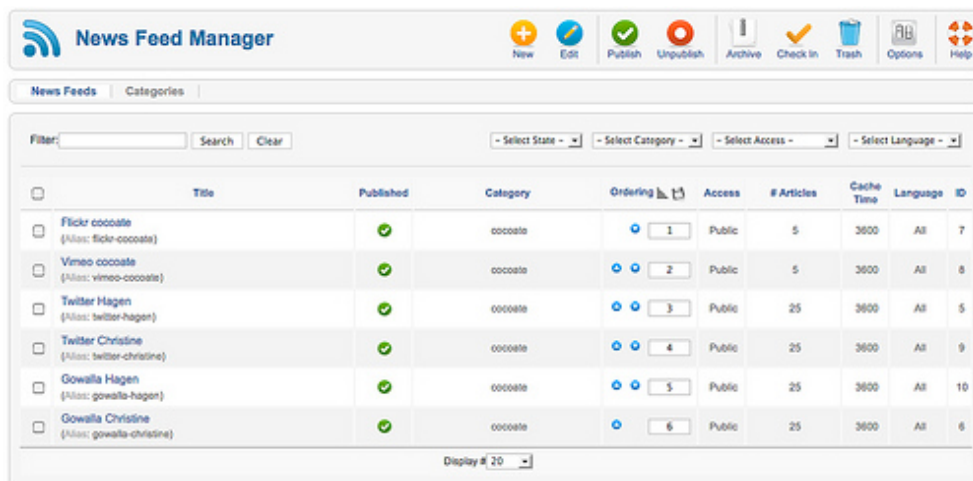 News Feed Manager
New Edit Publish Unpublish Archive Check In Trash Options Help
News Feeds Categories
Filter: Search Clear - Select State - - Select Category - - Select Access - - Select Language -
Title Published Category Ordering Access # Articles Cache Time Language ID
Flickr cocoate
(Alias: flickr-cocoate)
cocoate 1 Public 5 3600 All 7
Vimeo cocoate
(Alias: vimeo-cocoate)
cocoate 2 Public 5 3600 All 8
Twitter Hagen
(Alias: twitter-hagen)
cocoate 3 Public 25 3600 All 5
Twitter Christine
(Alias: twitter-christine)
cocoate 4 Public 25 3600 All 9
Gowalla Hagen
(Alias: gowalla-hagen)
cocoate 5 Public 25 3600 All 10
Gowalla Christine
(Alias: gowalla-christine)
cocoate 6 Public 25 3600 All 6
Display # 20